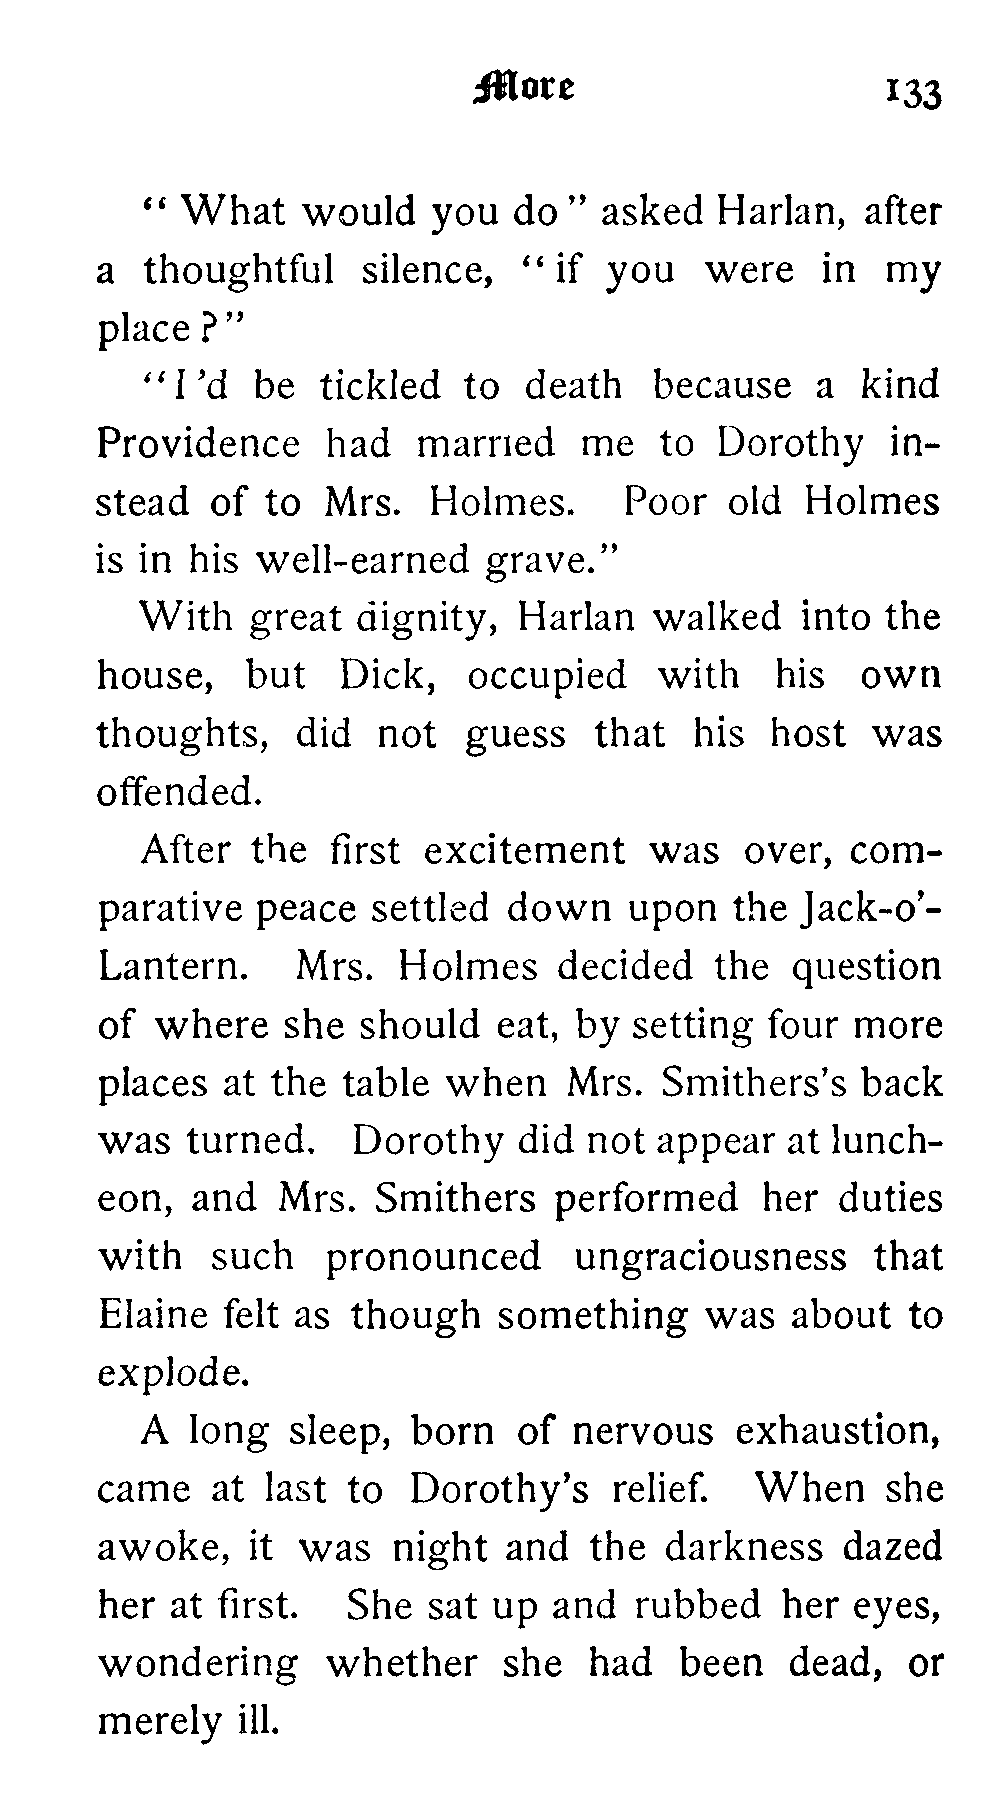 More 133
“ What would you do ” asked Harlan, after
a thoughtful silence, “ if you were in my
place ? ”
“ I 'd be tickled to death because a kind
Providence had married me to Dorothy in-
stead of to Mrs. Holmes. Poor old Holmes
is in his well-earned grave.”
With great dignity, Harlan walked into the
house, but Dick, occupied with his own
thoughts, did not guess that his host was
offended.
After the first excitement was over, com-
parative peace settled down upon the Jack-o'-
Lantern. Mrs. Holmes decided the question
of where she should eat, by setting four more
places at the table when Mrs. Smithers's back
was turned. Dorothy did not appear at lunch-
eon, and Mrs. Smithers performed her duties
with such pronounced ungraciousness that
Elaine felt as though something was about to
explode.
A long sleep, born of nervous exhaustion,
came at last to Dorothy's relief. When she
awoke, it was night and the darkness dazed
her at first. She sat up and rubbed her eyes,
wondering whether she had been dead, or
merely ill.